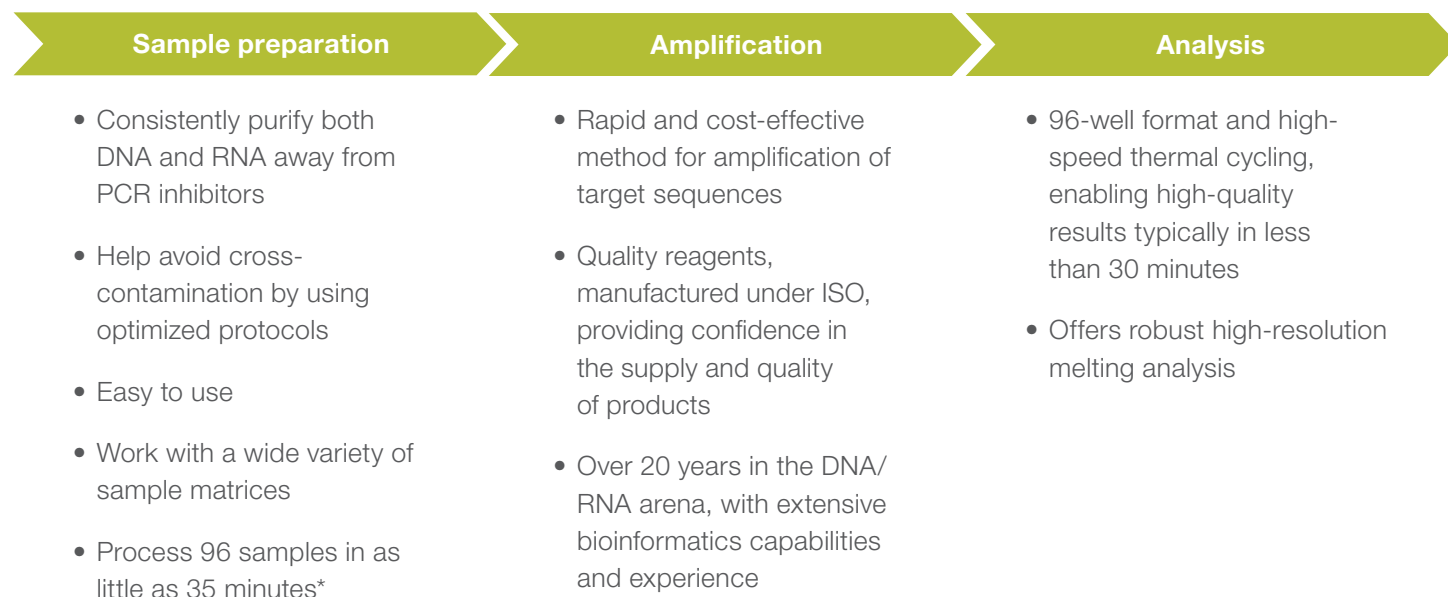 Sample preparation
Amplification
Analysis
• Consistently purify both
DNA and RNA away from
PCR inhibitors
• Help avoid cross-
contamination by using
optimized protocols
• Easy to use
• Work with a wide variety of
sample matrices
• Process 96 samples in as
little as 35 minutes*
• Rapid and cost-effective
method for amplification of
target sequences
• Quality reagents,
manufactured under ISO,
providing confidence in
the supply and quality
of products
• Over 20 years in the DNA/
RNA arena, with extensive
bioinformatics capabilities
and experience
• 96-well format and high-
speed thermal cycling,
enabling high-quality
results typically in less
than 30 minutes
• Offers robust high-resolution
melting analysis